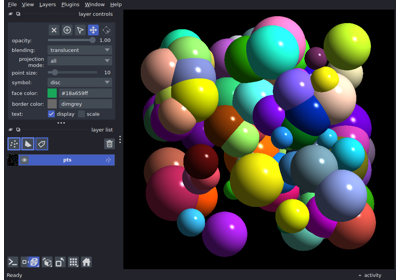 File View Layers Plugins Window Help
layer controls
opacity: 1.00
blending: translucent
projection mode: all
point size: 10
symbol: disc
face color: #16a659ff
border color: dimgrey
text: display scale
layer list
pts
Ready activity